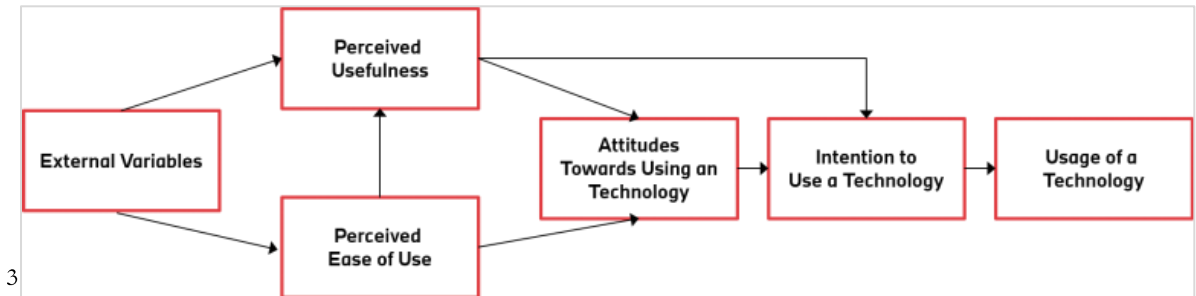 Perceived
Usefulness
External Variables
Attitudes
Towards Using an
Technology
Intention to
Use a Technology
Usage of a
Technology
Perceived
Ease of Use
3